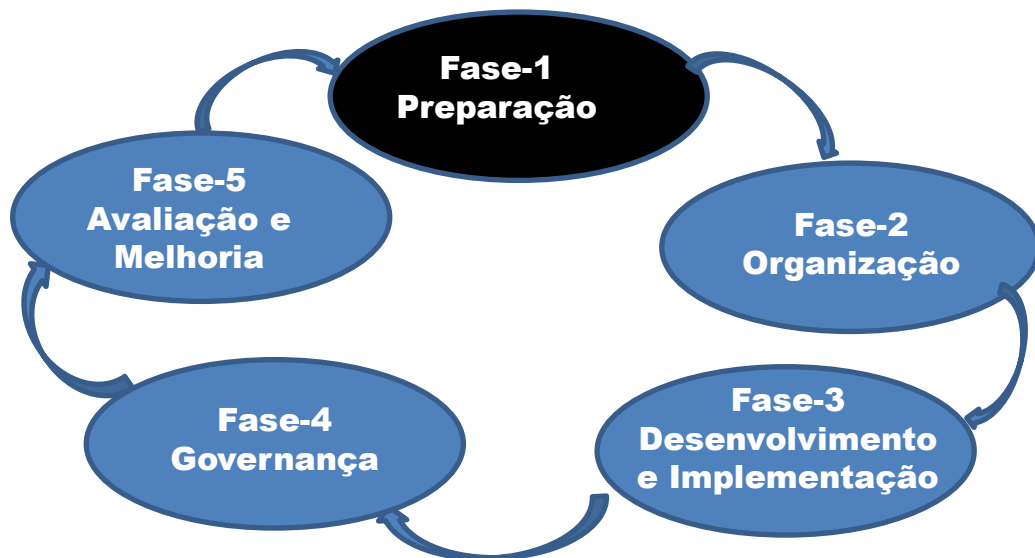 Fase-1
Preparação
Fase-2
Organização
Fase-3
Desenvolvimento
e Implementação
Fase-4
Governança
Fase-5
Avaliação e
Melhoria